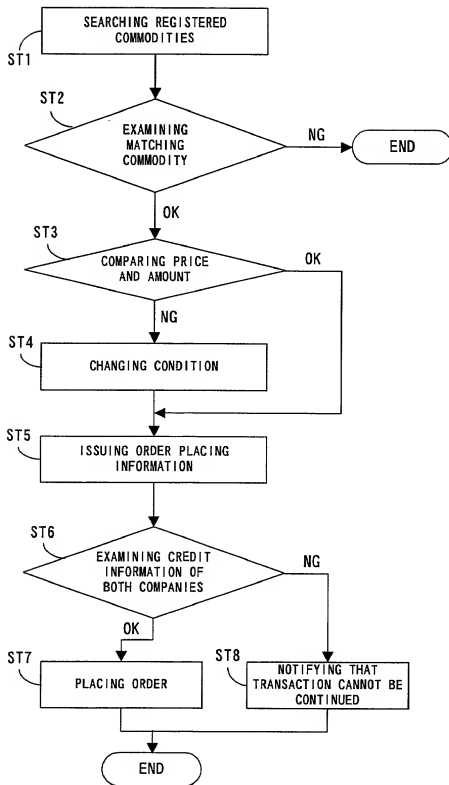 ST1
SEARCHING REGISTERED
COMMODITIES
ST2
EXAMINING
MATCHING
COMMODITY
NG
END
OK
ST3
COMPARING PRICE
AND AMOUNT
OK
NG
ST4
CHANGING CONDITION
ST5
ISSUING ORDER PLACING
INFORMATION
ST6
EXAMINING CREDIT
INFORMATION OF
BOTH COMPANIES
NG
OK
ST7
PLACING ORDER
ST8
NOTIFYING THAT
TRANSACTION CANNOT BE
CONTINUED
END